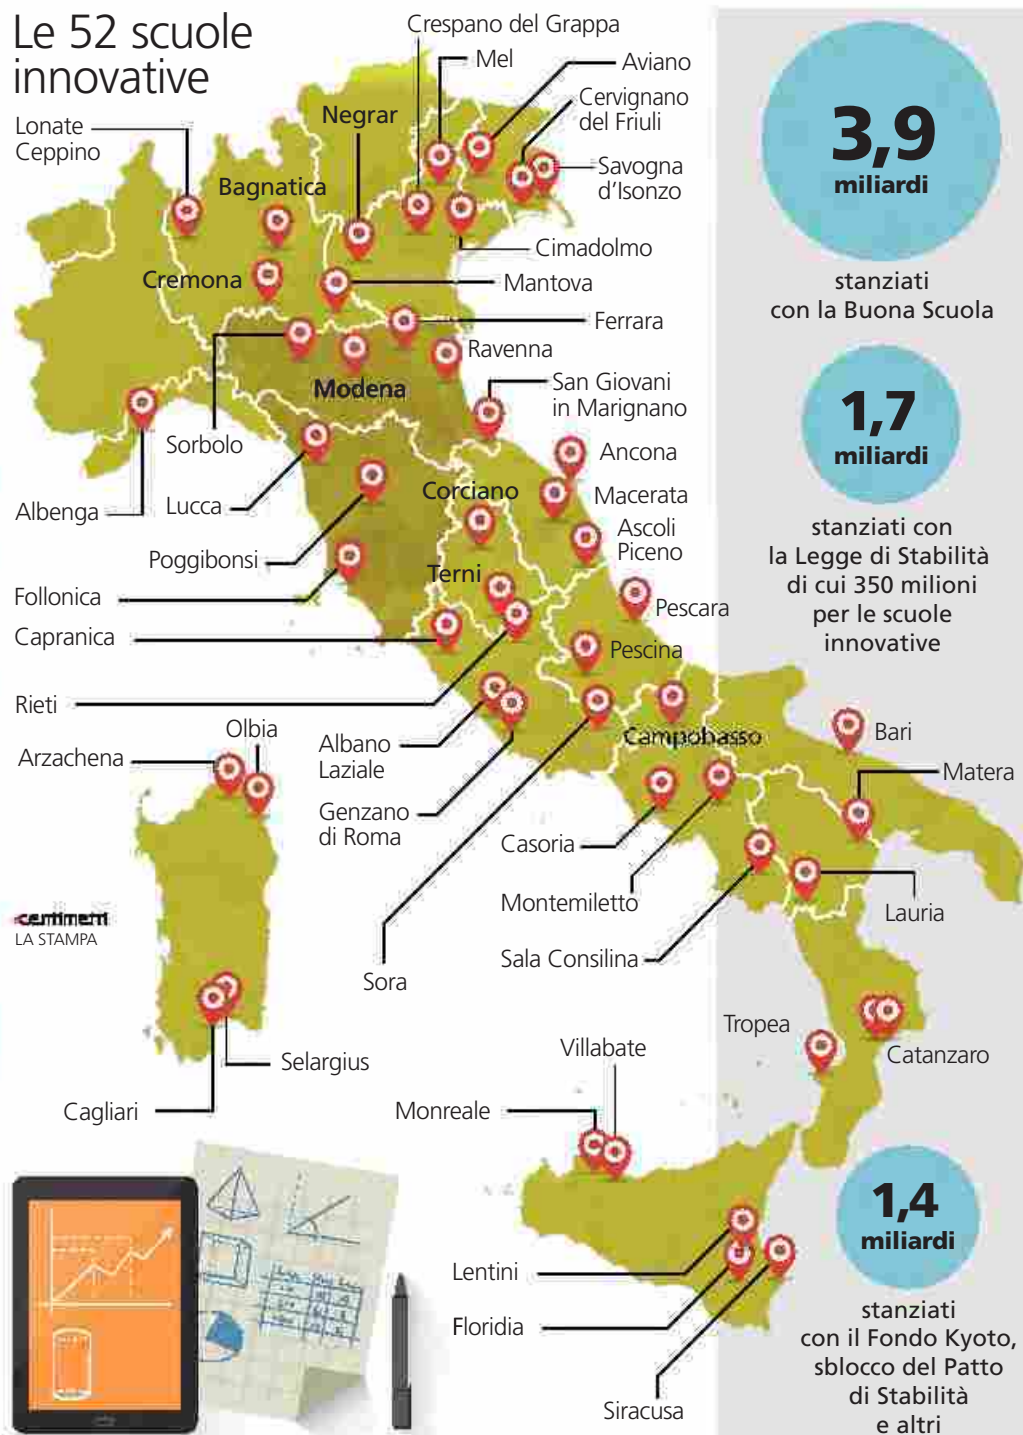 Le 52 scuole
innovative
Crespano del Grappa
Mel
Aviano
Negrar
Cervignano
del Friuli
Lonate
Ceppino
Savogna
d'Isonzo
Bagnatica
Cimadolmo
Cremona
Mantova
Ferrara
Ravenna
Modena
San Giovani
in Marignano
Sorbolo
Ancona
Albenga
Lucca
Corciano
Macerata
Ascoli
Piceno
Poggibonsi
Terni
Follonica
Pescara
Capranica
Pescina
Rieti
Olbia
Arzachena
Albano
Laziale
Campobasso
Bari
Matera
Genzano
di Roma
Casoria
Montemiletto
Lauria
centimetri
LA STAMPA
Sora
Sala Consilina
Tropea
Catanzaro
Selargius
Villabate
Cagliari
Monreale
Lentini
Floridia
Siracusa
3,9
miliardi
stanziati
con la Buona Scuola
1,7
miliardi
stanziati con
la Legge di Stabilità
di cui 350 milioni
per le scuole
innovative
1,4
miliardi
stanziati
con il Fondo Kyoto,
sblocco del Patto
di Stabilità
e altri